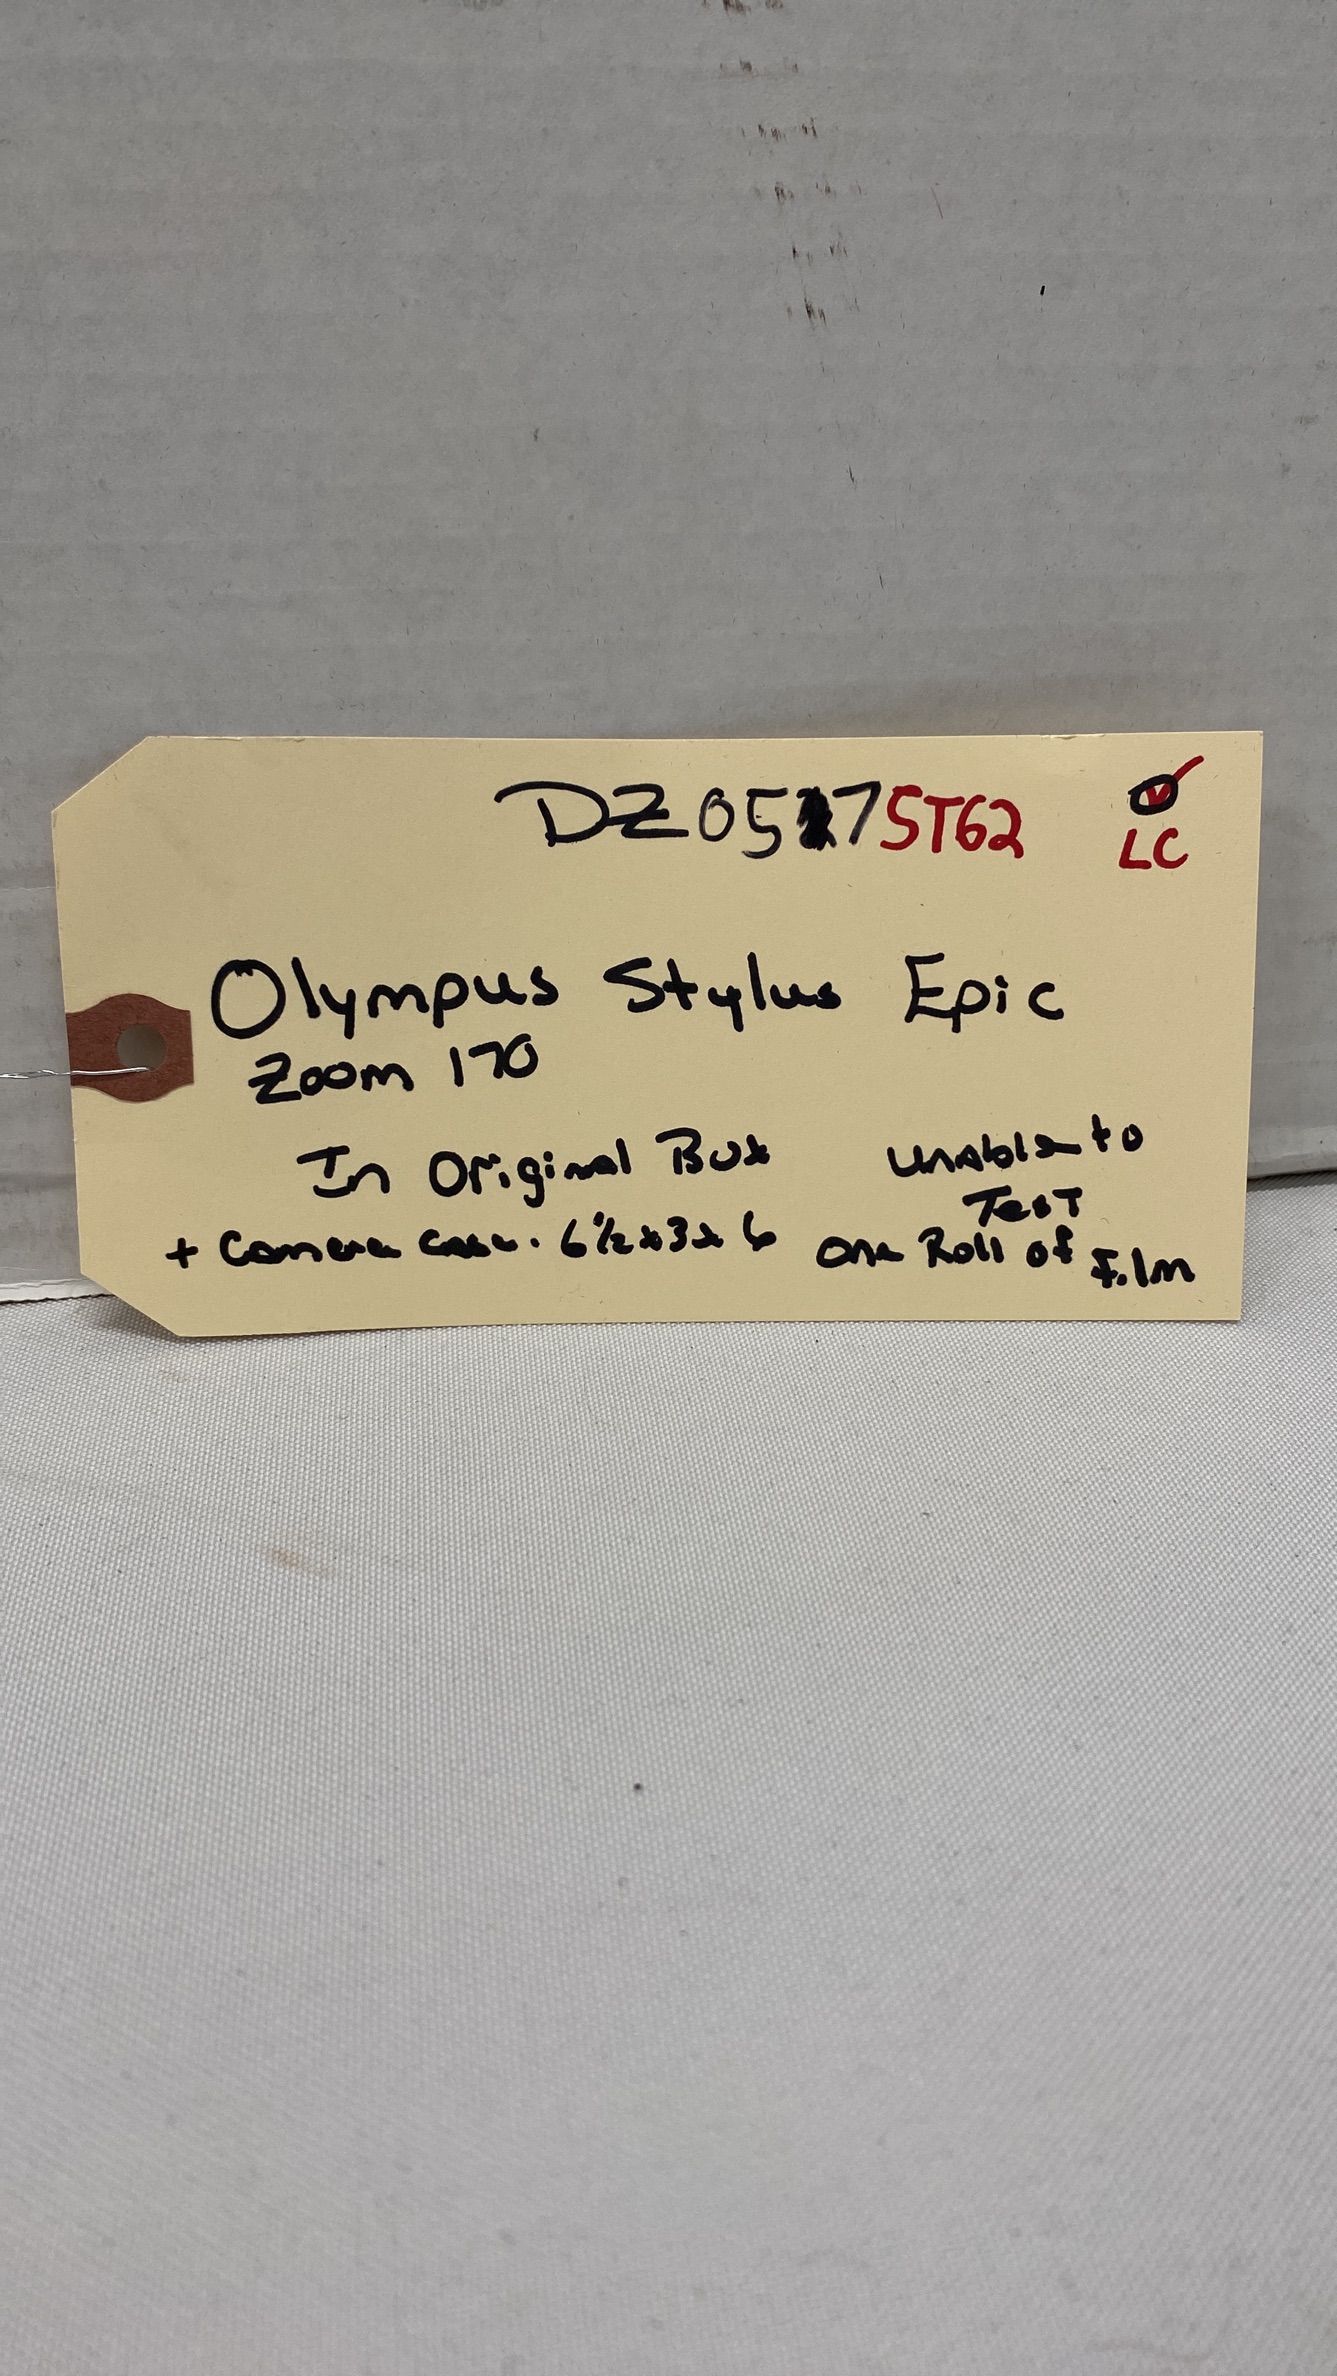 DZ0517ST62
LC
Olympus Stylus Epic
Zoom 170
In Original Box
Unable to
Test
+ Camera Case. 6½x3x6
one Roll of Film